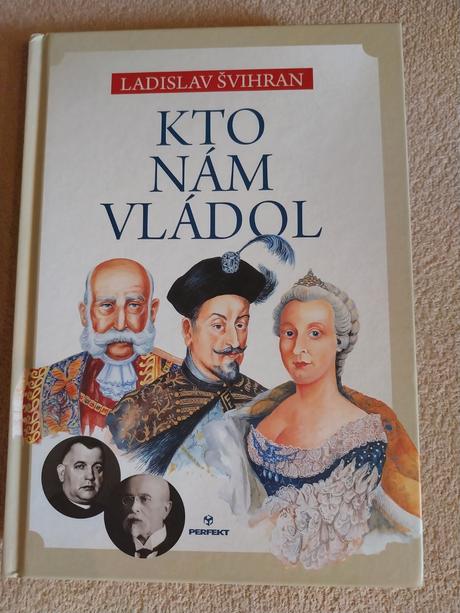 LADISLAV ŠVIHRAN
KTO
NÁM
VLÁDOL
PERFEKT